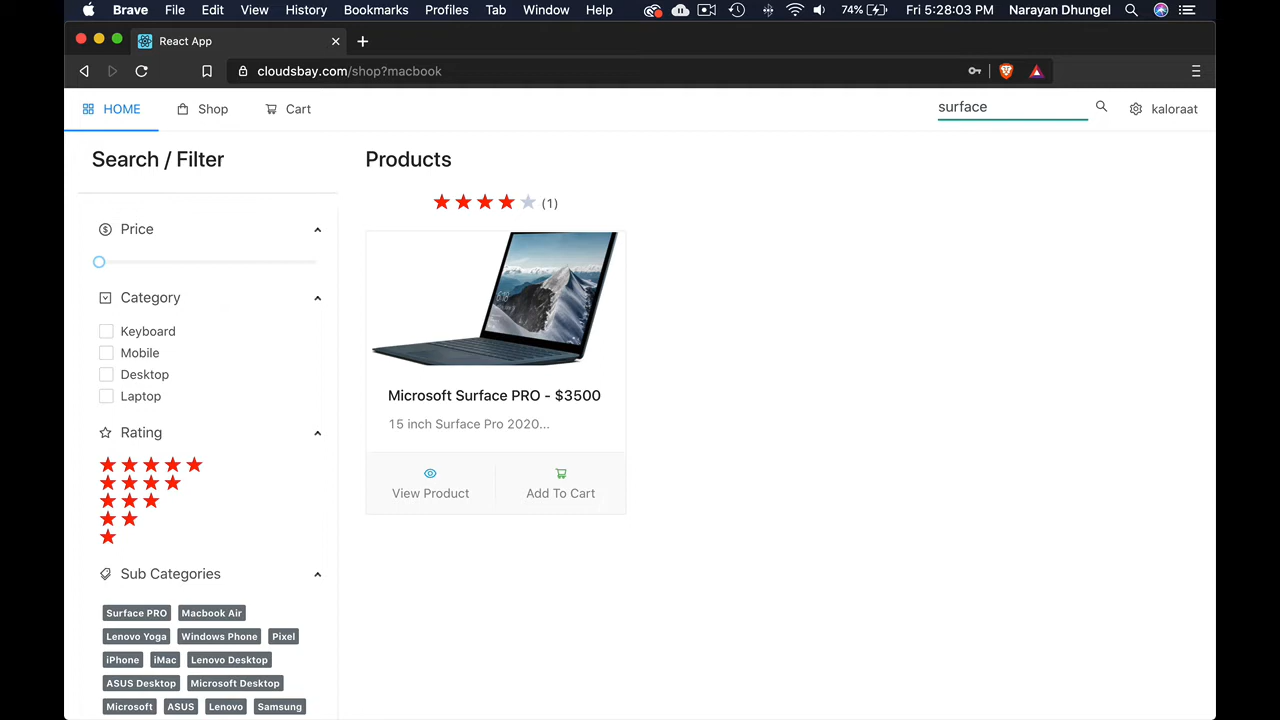 Brave File Edit View History Bookmarks Profiles Tab Window Help 74% Fri 5:28:03 PM Narayan Dhungel
React App
cloudsbay.com/shop?macbook
HOME Shop Cart surface kaloraat
Search / Filter
Products
(1)
$ Price
Category
Keyboard
Mobile
Desktop
Laptop
Rating
Sub Categories
Surface PRO Macbook Air
Lenovo Yoga Windows Phone Pixel
iPhone iMac Lenovo Desktop
ASUS Desktop Microsoft Desktop
Microsoft ASUS Lenovo Samsung
Microsoft Surface PRO - $3500
15 inch Surface Pro 2020...
View Product Add To Cart